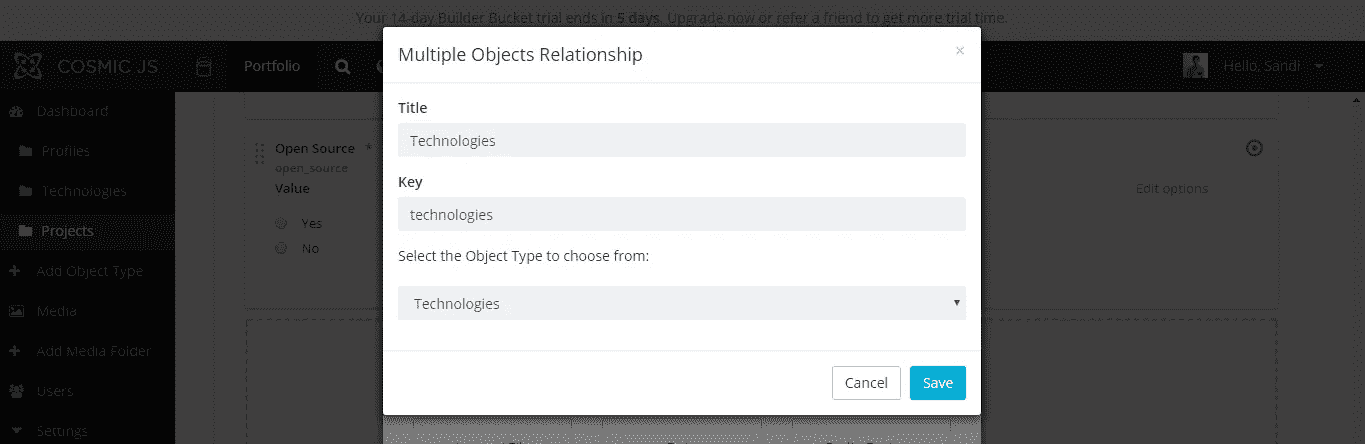 Your 14-day Builder Bucket trial ends in 5 days. Upgrade now or refer a friend to get more trial time.
COSMIC JS
Portfolio
Hello, Sandi
Dashboard
Profiles
Technologies
Projects
Add Object Type
Media
Add Media Folder
Users
Settings
Open Source *
open_source
Value
Yes
No
Edit options
Multiple Objects Relationship ×
Title
Technologies
Key
technologies
Select the Object Type to choose from:
Technologies
Cancel Save